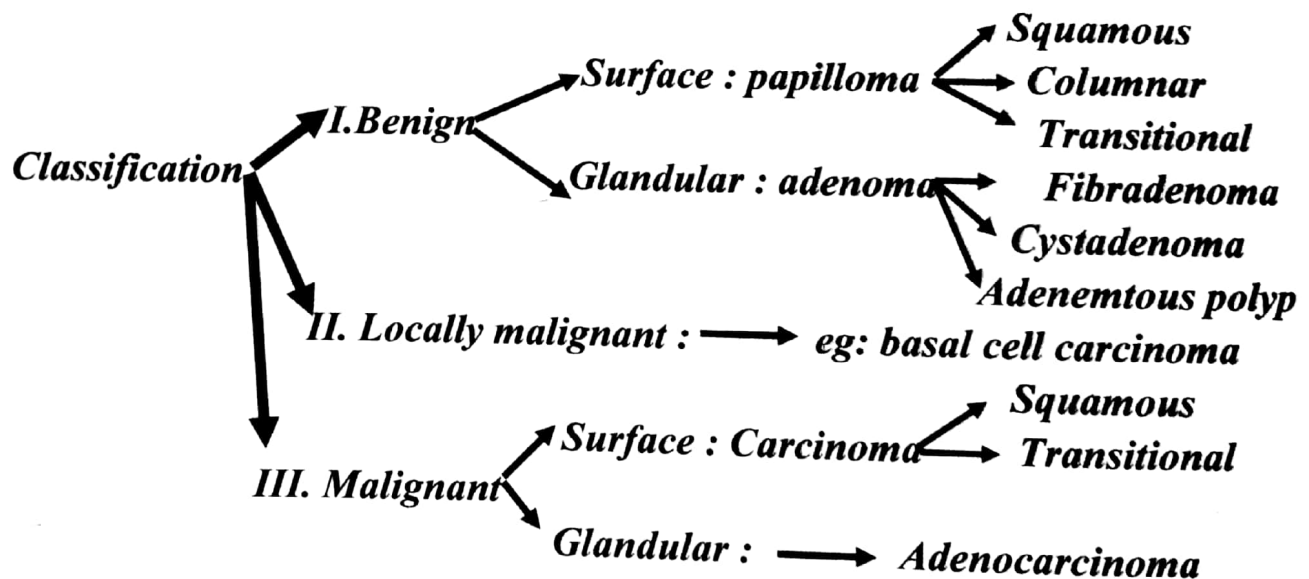 Squamous
Surface : papilloma
Columnar
I.Benign
Transitional
Classification
Glandular : adenoma
Fibradenoma
Cystadenoma
Adenemtous polyp
II. Locally malignant :
eg: basal cell carcinoma
Squamous
Surface : Carcinoma
Transitional
III. Malignant
Glandular :
Adenocarcinoma